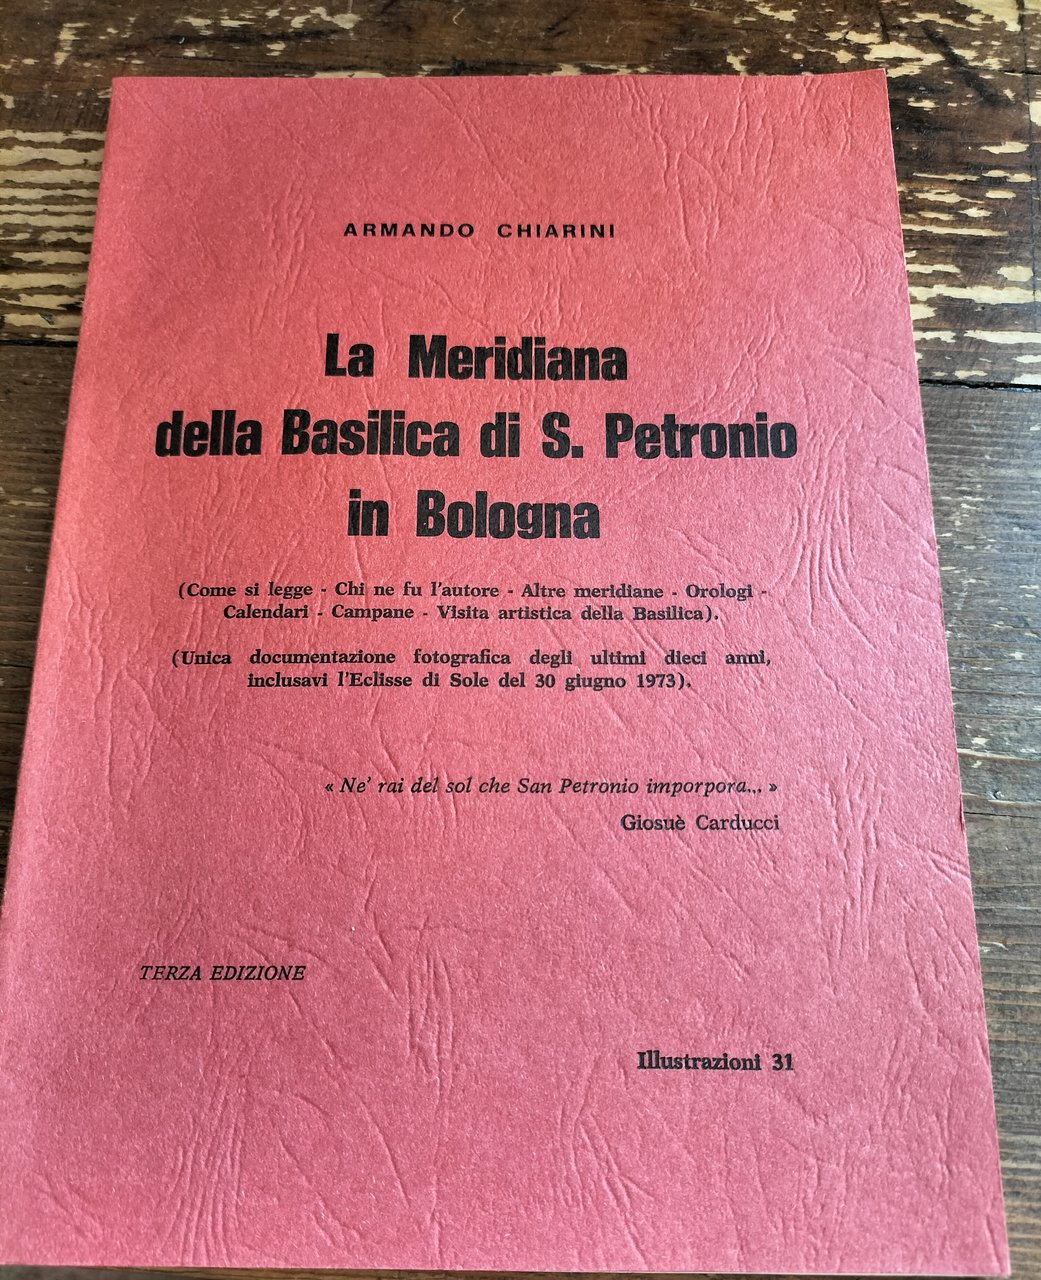 ARMANDO CHIARINI
La Meridiana
della Basilica di S. Petronio
in Bologna
(Come si legge - Chi ne fu l'autore - Altre meridiane - Orologi -
Calendari - Campane - Visita artistica della Basilica).
(Unica documentazione fotografica degli ultimi dieci anni,
inclusavi l'Eclisse di Sole del 30 giugno 1973).
« Ne' rai del sol che San Petronio imporpora... »
Giosuè Carducci
TERZA EDIZIONE
Illustrazioni 31